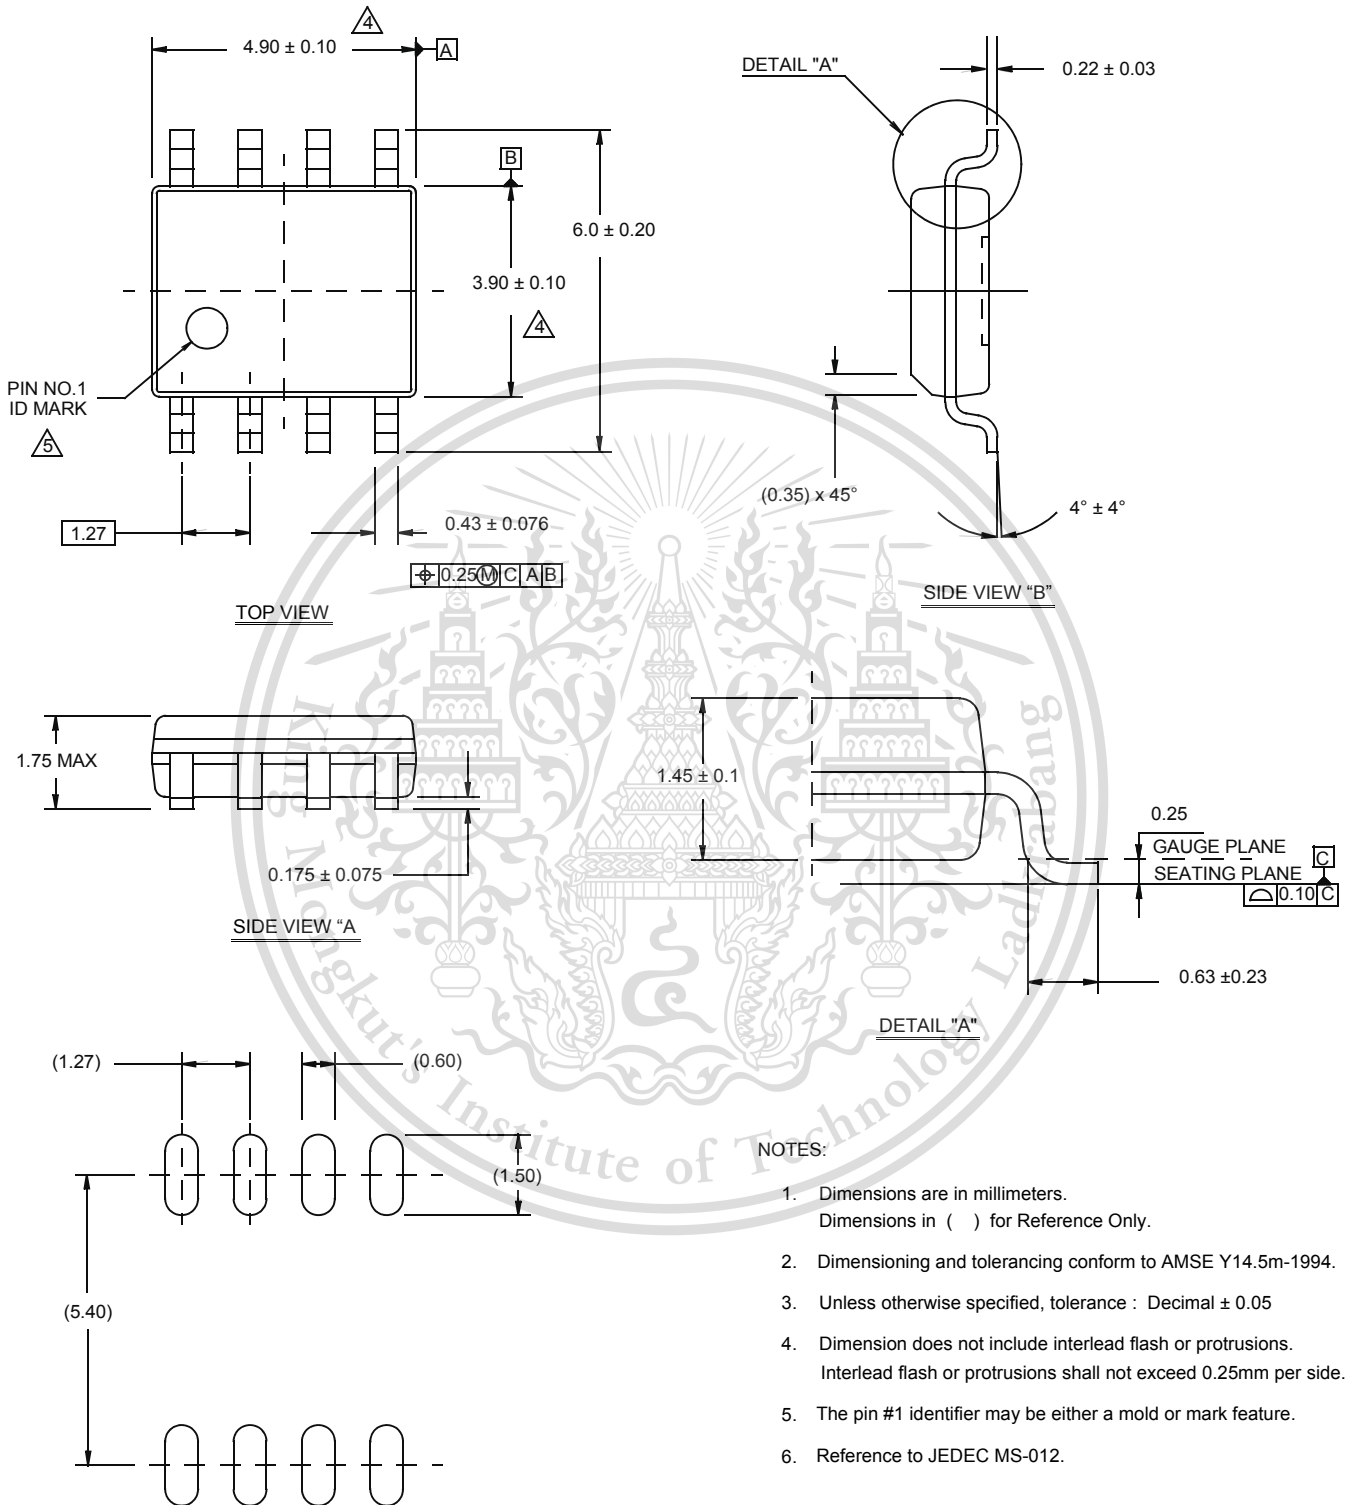 4
4.90 ± 0.10
A
DETAIL "A"
0.22 ± 0.03
B
6.0 ± 0.20
3.90 ± 0.10
4
PIN NO.1
ID MARK
5
(0.35) x 45°
4° ± 4°
1.27
0.43 ± 0.076
0.25 M C A B
TOP VIEW
SIDE VIEW “B”
1.75 MAX
0.175 ± 0.075
SIDE VIEW “A
1.45 ± 0.1
0.25
GAUGE PLANE
C
SEATING PLANE
0.10 C
0.63 ±0.23
DETAIL "A"
(1.27)
(0.60)
(1.50)
(5.40)
NOTES:
1. Dimensions are in millimeters.
Dimensions in ( ) for Reference Only.
2. Dimensioning and tolerancing conform to AMSE Y14.5m-1994.
3. Unless otherwise specified, tolerance : Decimal ± 0.05
4. Dimension does not include interlead flash or protrusions.
Interlead flash or protrusions shall not exceed 0.25mm per side.
5. The pin #1 identifier may be either a mold or mark feature.
6. Reference to JEDEC MS-012.
King Mongkut's Institute of Technology Ladkrabang